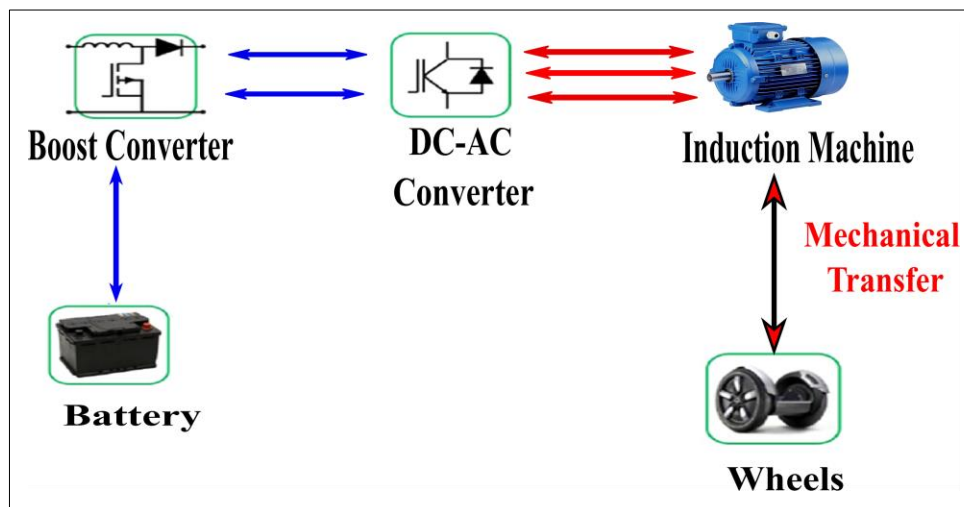 Boost Converter
DC-AC
Converter
Induction Machine
Mechanical
Transfer
Battery
Wheels